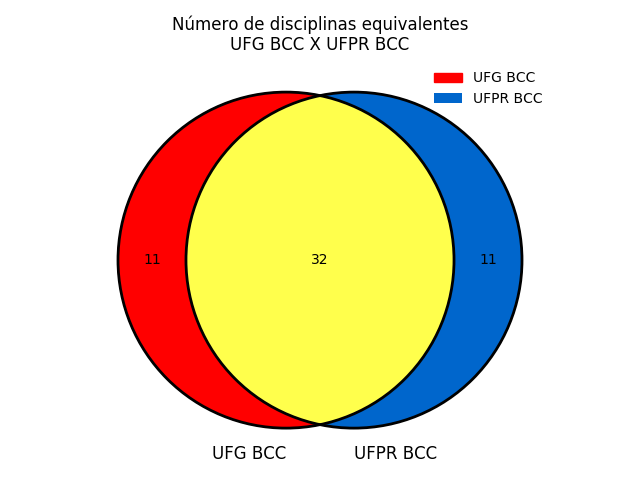 Número de disciplinas equivalentes
UFG BCC X UFPR BCC
UFG BCC
UFPR BCC
11
32
11
UFG BCC
UFPR BCC